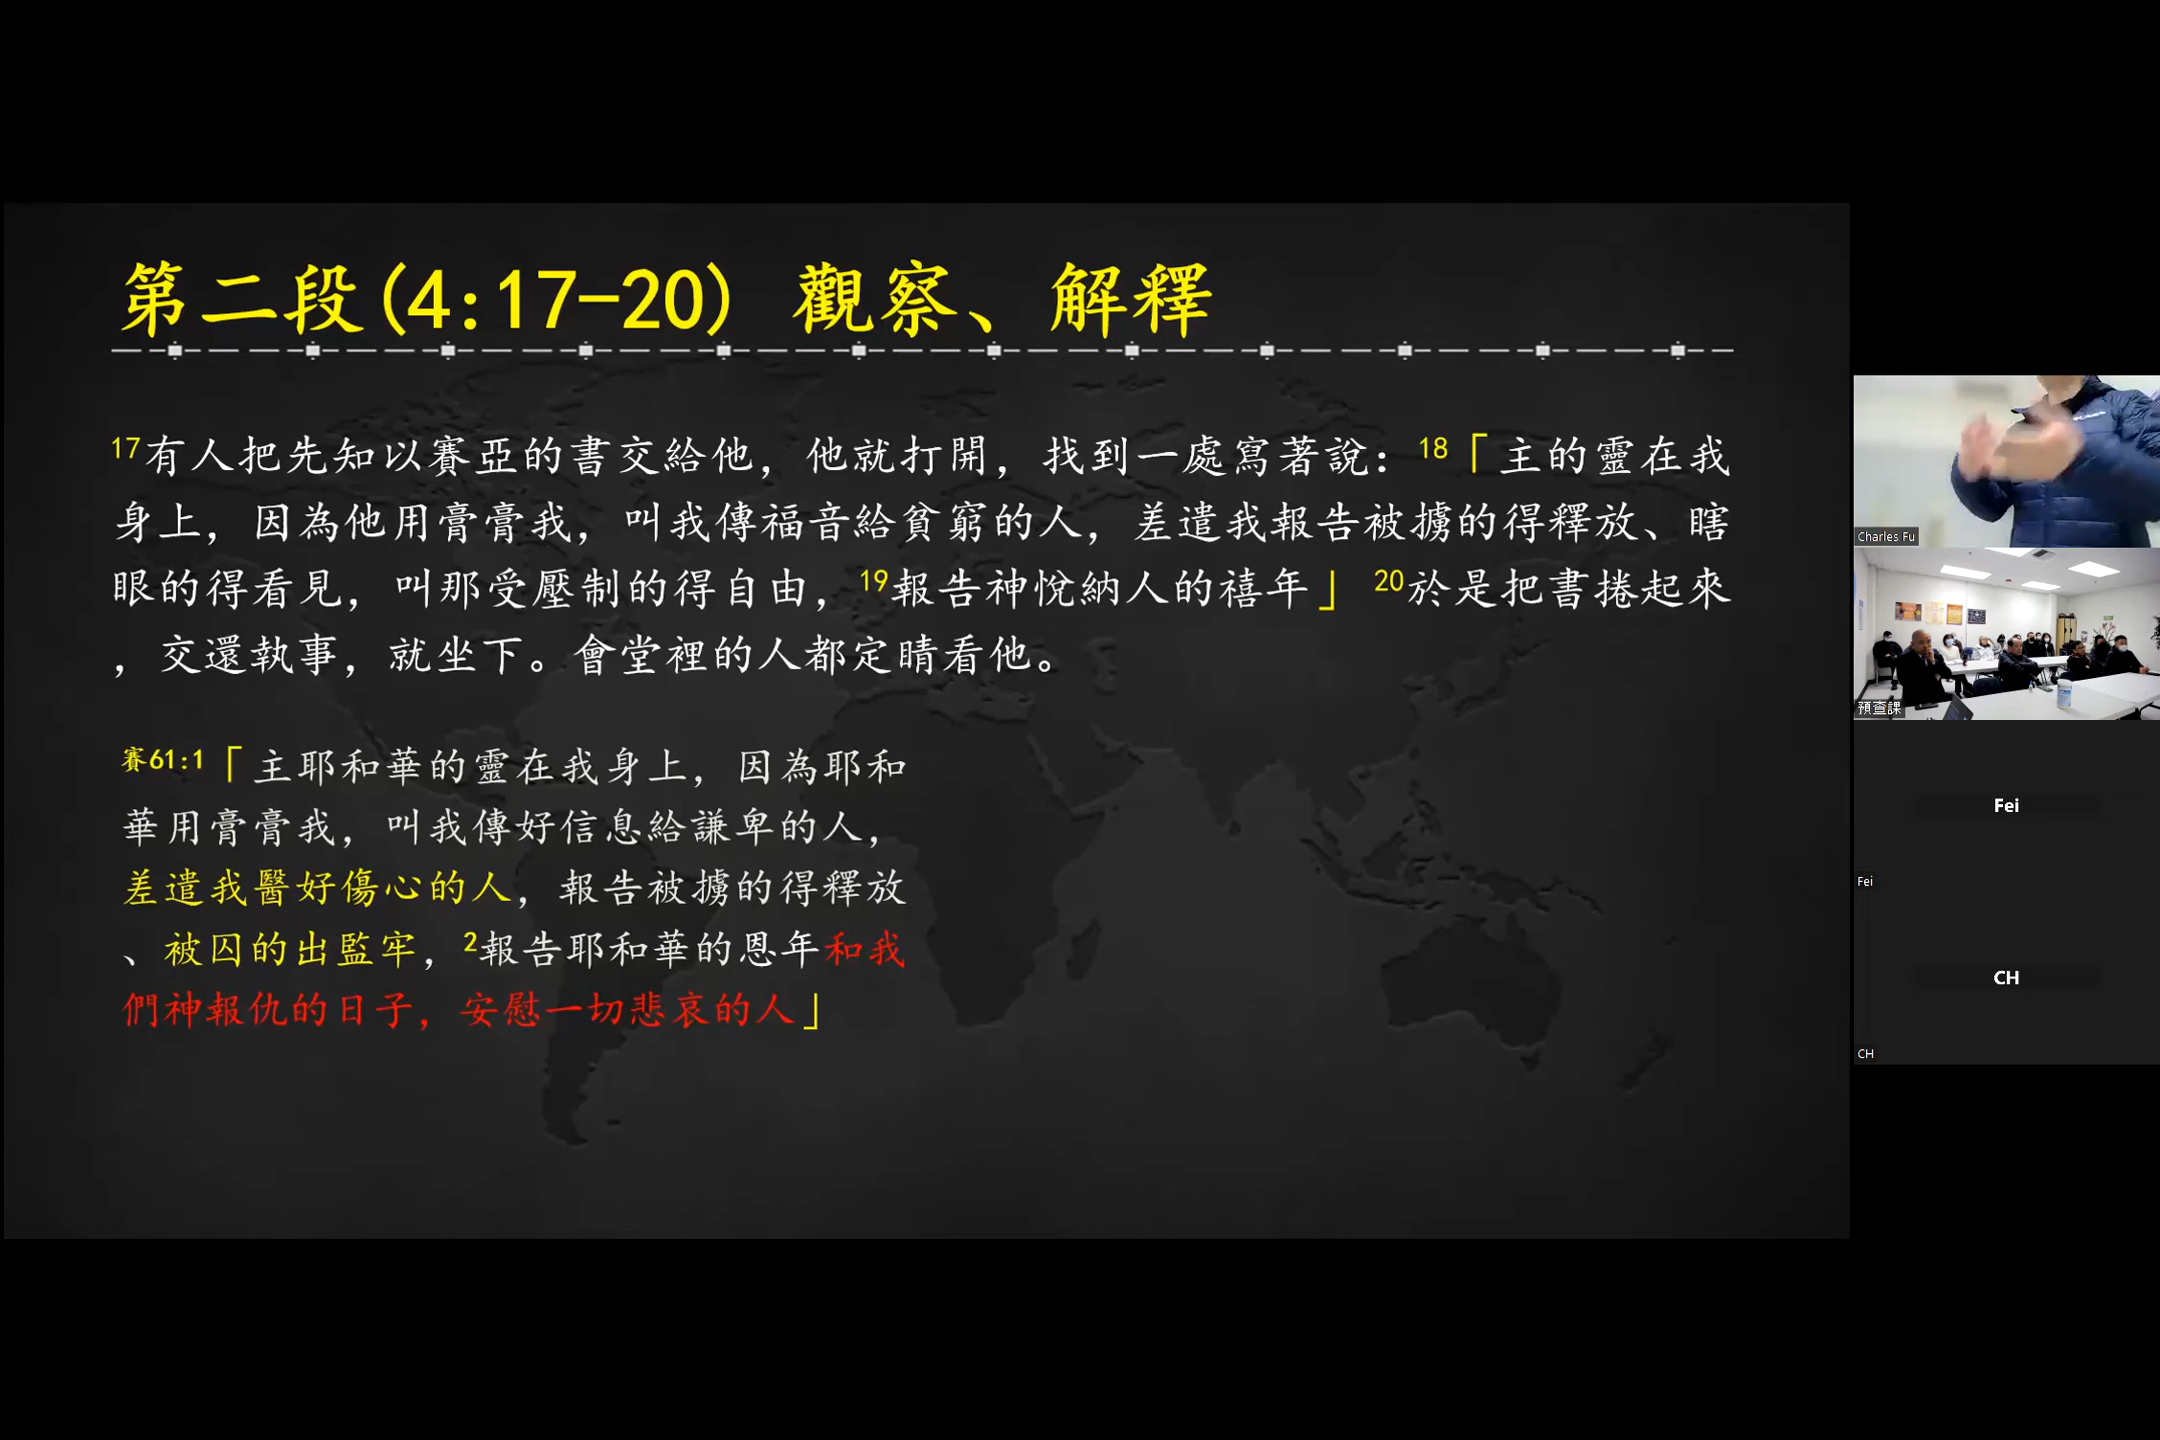 第二段(4:17-20) 觀察、解釋
17有人把先知以賽亞的書交給他，他就打開，找到一處寫著說：18「主的靈在我
身上，因為他用膏膏我，叫我傳福音給貧窮的人，差遣我報告被擄的得釋放、瞎
眼的得看見，叫那受壓制的得自由，19報告神悅納人的禧年」 20於是把書捲起來
，交還執事，就坐下。會堂裡的人都定睛看他。
賽61:1「主耶和華的靈在我身上，因為耶和
華用膏膏我，叫我傳好信息給謙卑的人，
差遣我醫好傷心的人，報告被擄的得釋放
、被囚的出監牢，2報告耶和華的恩年和我
們神報仇的日子，安慰一切悲哀的人」
Charles Fu
預查課
Fei
Fei
CH
CH